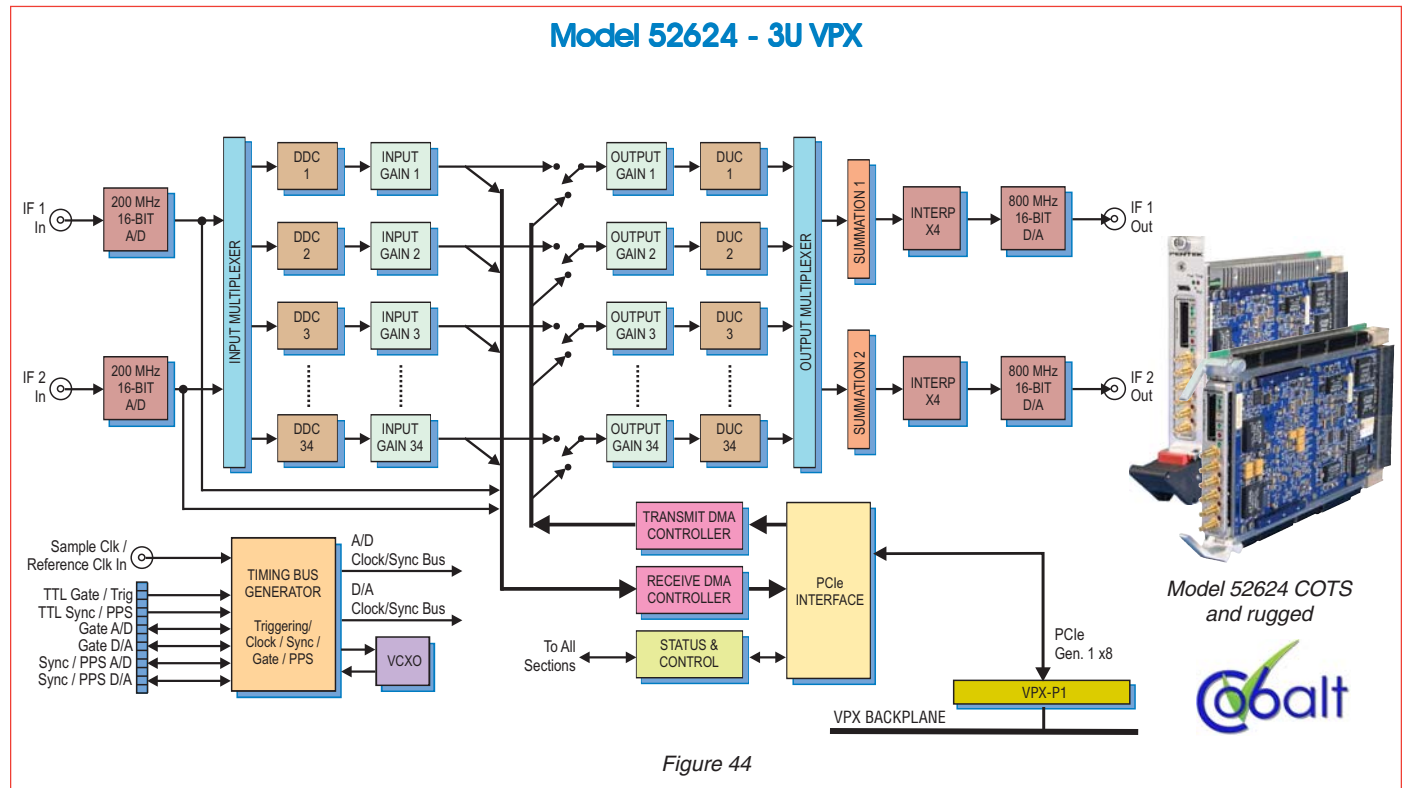 Model 52624 - 3U VPX
IF 1
In
200 MHz
16-BIT
A/D
IF 2
In
200 MHz
16-BIT
A/D
INPUT MULTIPLEXER
DDC
1
INPUT
GAIN 1
DDC
2
INPUT
GAIN 2
DDC
3
INPUT
GAIN 3
DDC
34
INPUT
GAIN 34
OUTPUT
GAIN 1
DUC
1
OUTPUT
GAIN 2
DUC
2
OUTPUT
GAIN 3
DUC
3
OUTPUT
GAIN 34
DUC
34
OUTPUT MULTIPLEXER
SUMMATION 1
INTERP
X4
800 MHz
16-BIT
D/A
IF 1
Out
SUMMATION 2
INTERP
X4
800 MHz
16-BIT
D/A
IF 2
Out
PENTEK
Sample Clk /
Reference Clk In
TTL Gate / Trig
TTL Sync / PPS
Gate A/D
Gate D/A
Sync / PPS A/D
Sync / PPS D/A
TIMING BUS
GENERATOR
Triggering/
Clock / Sync /
Gate / PPS
A/D
Clock/Sync Bus
D/A
Clock/Sync Bus
VCXO
TRANSMIT DMA
CONTROLLER
RECEIVE DMA
CONTROLLER
To All
Sections
STATUS &
CONTROL
PCIe
INTERFACE
PCIe
Gen. 1 x8
VPX-P1
VPX BACKPLANE
Model 52624 COTS
and rugged
Cobalt
Figure 44